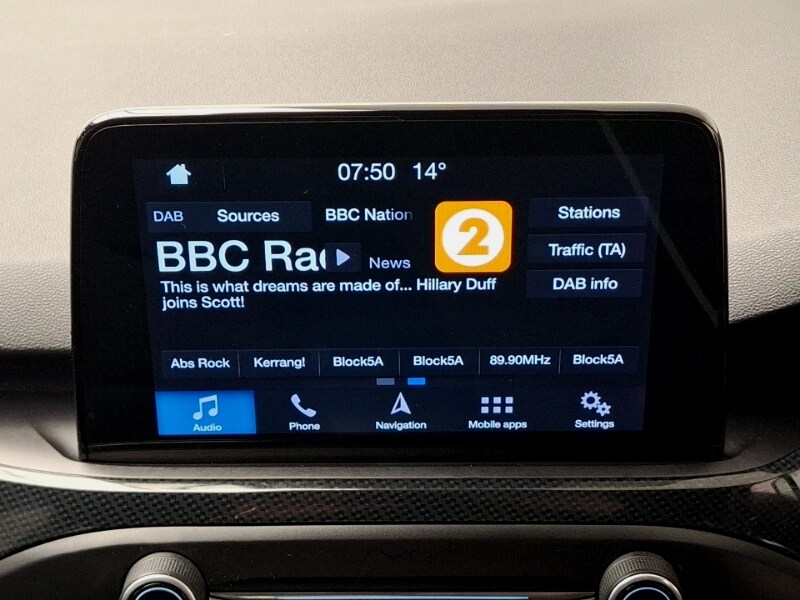 07:50 14°
DAB Sources BBC Nation
2
Stations
BBC Rad
News
Traffic (TA)
This is what dreams are made of... Hillary Duff
joins Scott!
DAB info
Abs Rock Kerrang! Block5A Block5A 89.90MHz Block5A
Audio Phone Navigation Mobile apps Settings